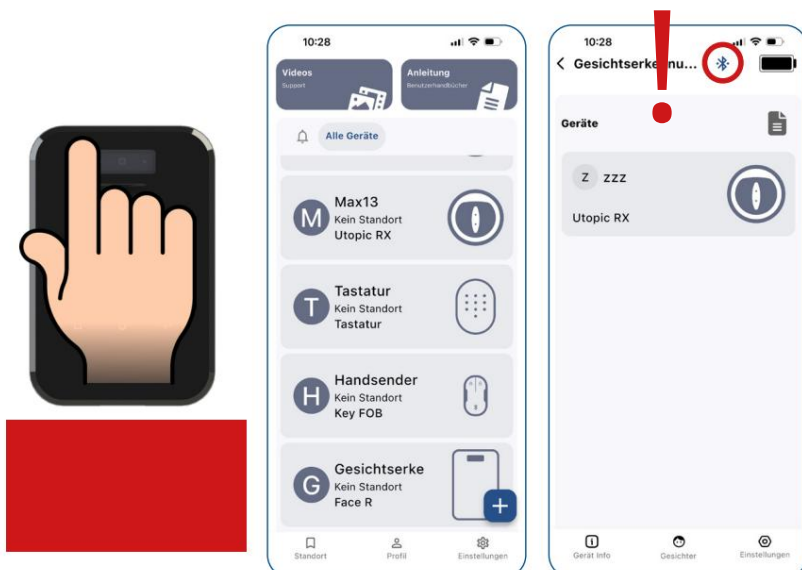 10:28
Videos
Support
Anleitung
Benutzerhandbücher
Alle Geräte
M
Max13
Kein Standort
Utopic RX
T
Tastatur
Kein Standort
Tastatur
H
Handsender
Kein Standort
Key FOB
G
Gesichtserke
Kein Standort
Face R
+
Standort
Profil
Einstellungen
!
10:28
Geräte
Z zzz
Utopic RX
Gerät Info
Gesichter
Einstellungen